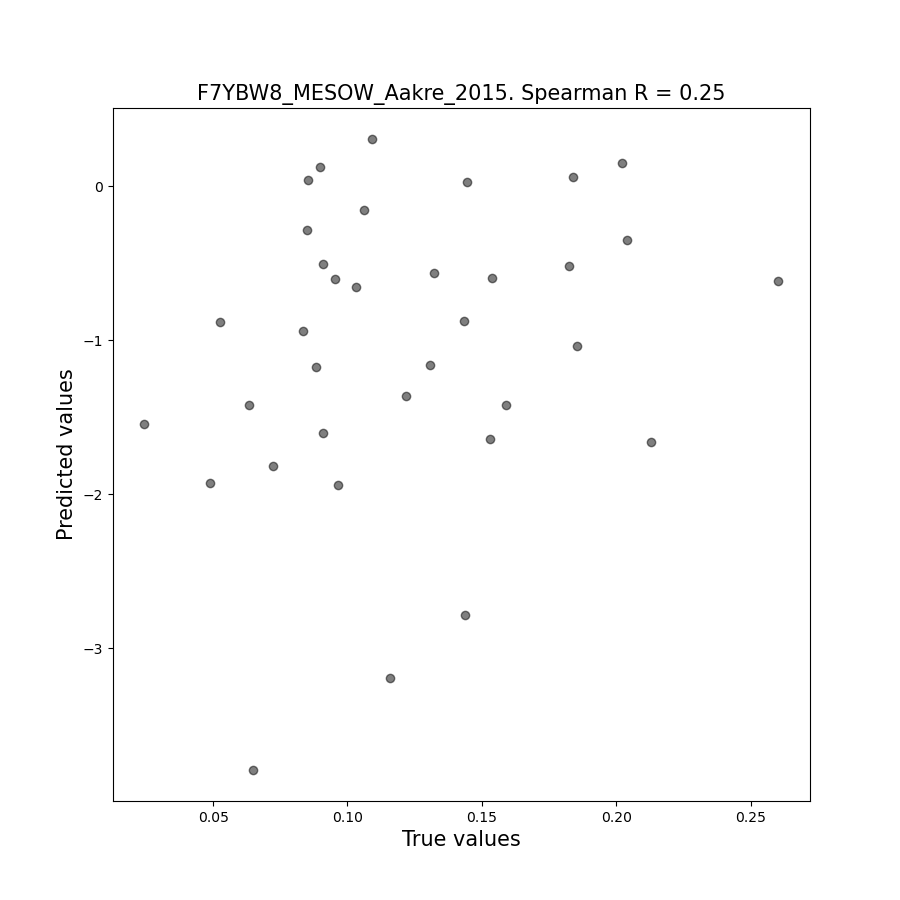 F7YBW8_MESOW_Aakre_2015. Spearman R = 0.25
0
−1
−2
−3
Predicted values
0.05 0.10 0.15 0.20 0.25
True values